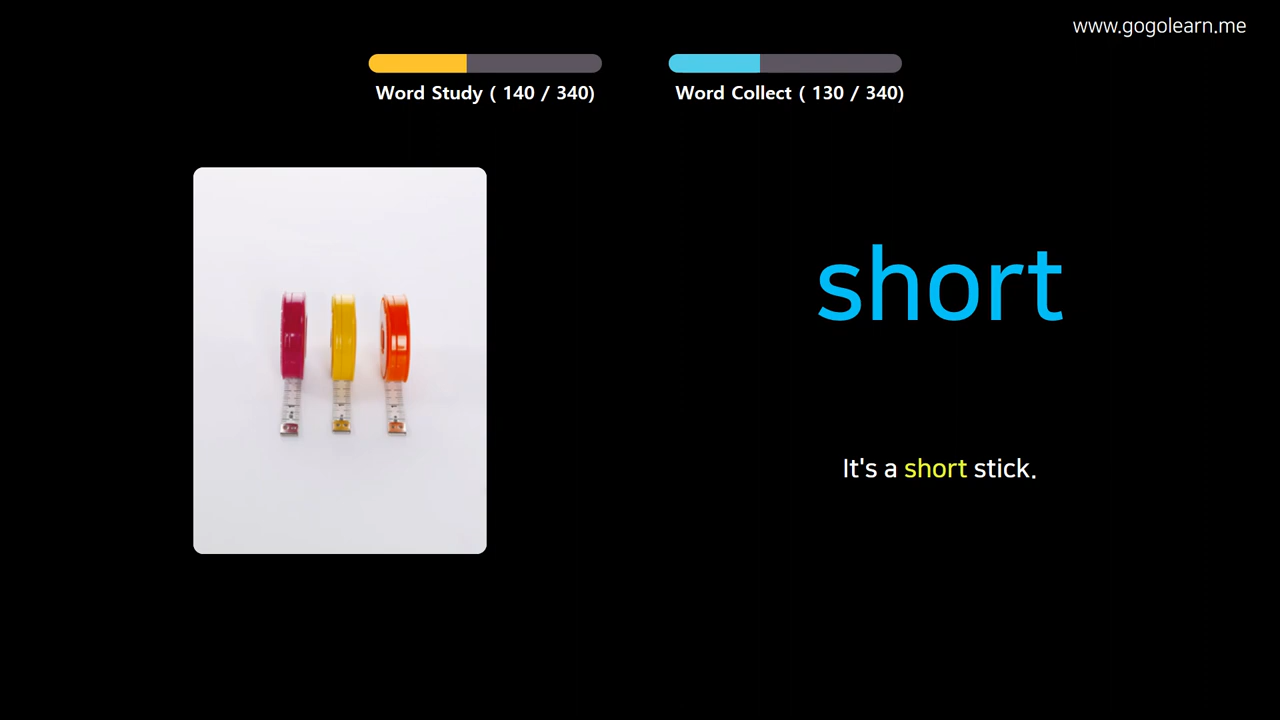 www.gogolearn.me
Word Study ( 140 / 340)
Word Collect ( 130 / 340)
short
It's a short stick.